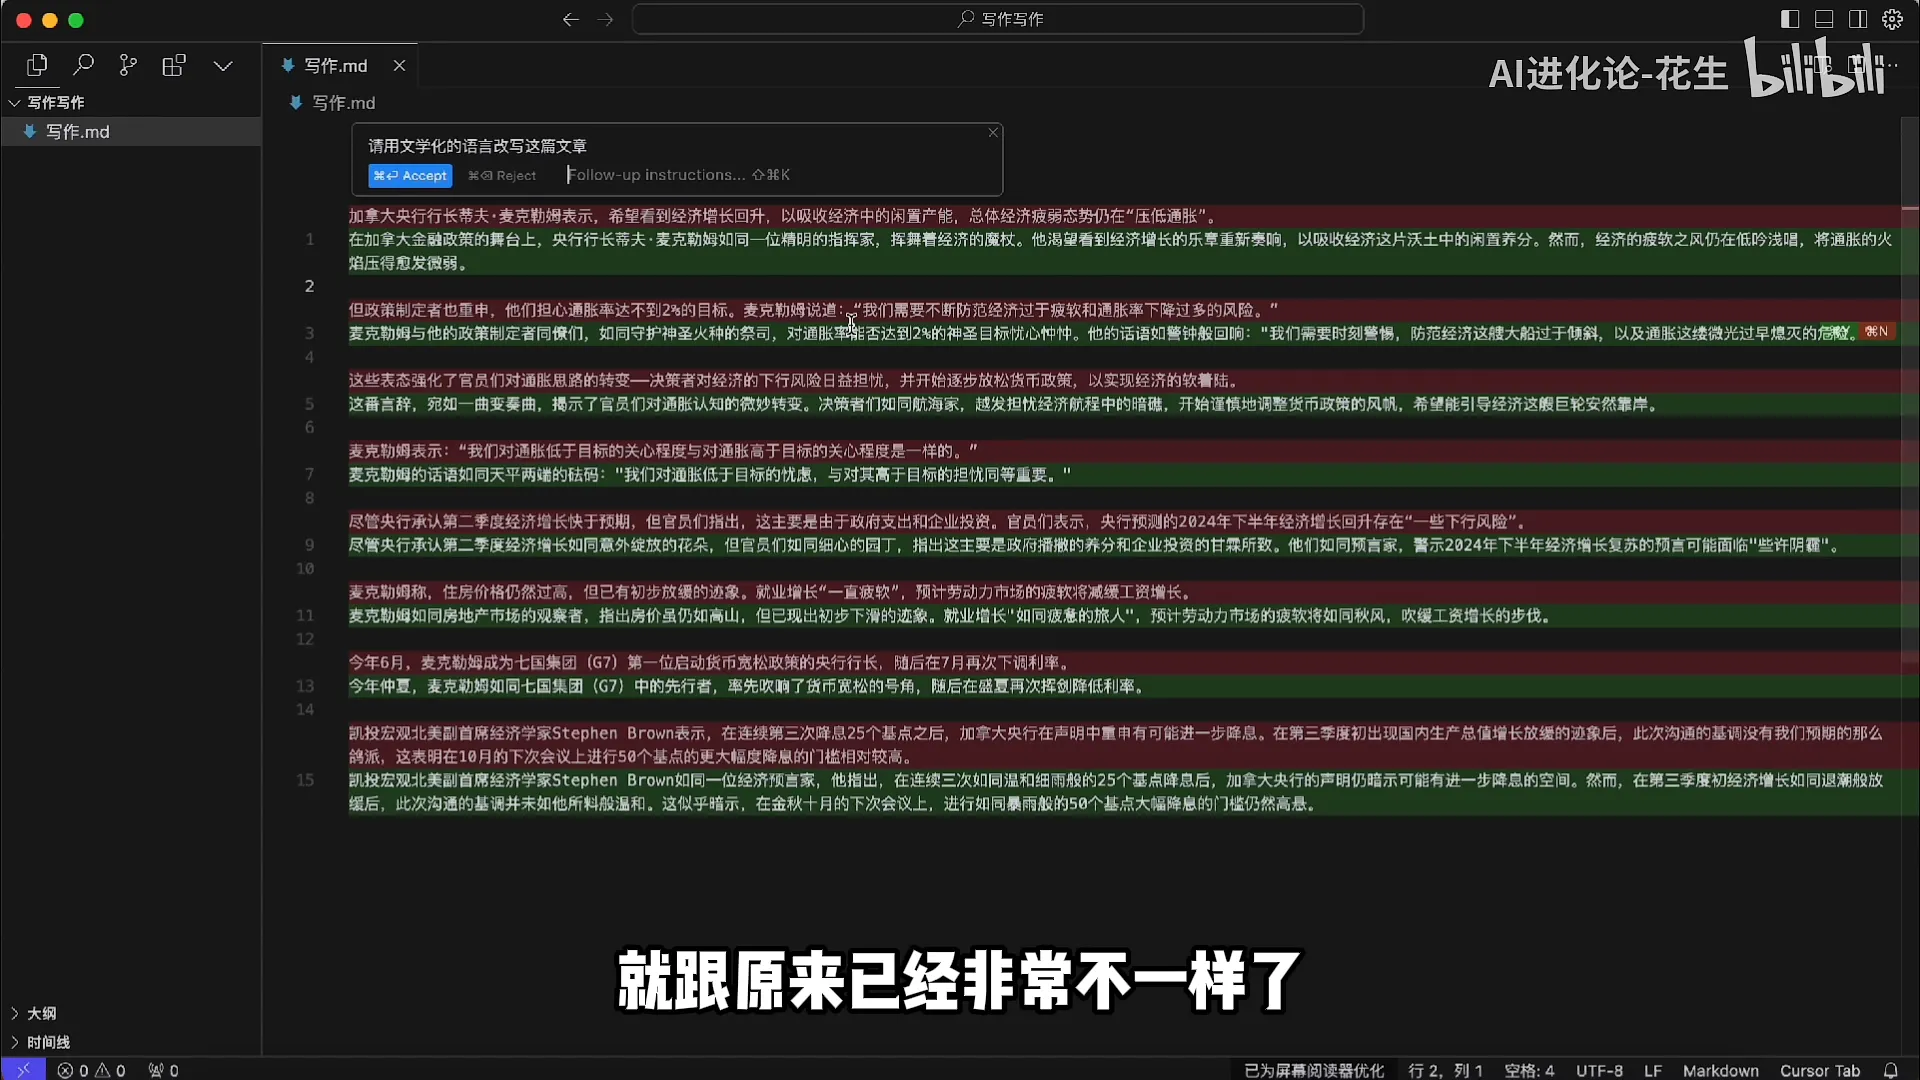 写作写作
写作.md
AI进化论-花生 bilibili
写作写作
写作.md
写作.md
请用文学化的语言改写这篇文章
⌘⏎ Accept ⌘⌫ Reject Follow-up instructions... ⇧⌘K
加拿大央行行长蒂夫·麦克勒姆表示，希望看到经济增长回升，以吸收经济中的闲置产能，总体经济疲弱态势仍在“压低通胀”。
1 在加拿大金融政策的舞台上，央行行长蒂夫·麦克勒姆如同一位精明的指挥家，挥舞着经济的魔杖。他渴望看到经济增长的乐章重新奏响，以吸收经济这片沃土中的闲置养分。然而，经济的疲软之风仍在低吟浅唱，将通胀的火
焰压得愈发微弱。
2
但政策制定者也重申，他们担心通胀率达不到2%的目标。麦克勒姆说道：“我们需要不断防范经济过于疲软和通胀率下降过多的风险。”
3 麦克勒姆与他的政策制定者同僚们，如同守护神圣火种的祭司，对通胀率能否达到2%的神圣目标忧心忡忡。他的话语如警钟般回响："我们需要时刻警惕，防范经济这艘大船过于倾斜，以及通胀这缕微光过早熄灭的危险。 ⌘Y ⌘N
4
这些表态强化了官员们对通胀思路的转变——决策者对经济的下行风险日益担忧，并开始逐步放松货币政策，以实现经济的软着陆。
5 这番言辞，宛如一曲变奏曲，揭示了官员们对通胀认知的微妙转变。决策者们如同航海家，越发担忧经济航程中的暗礁，开始谨慎地调整货币政策的风帆，希望能引导经济这艘巨轮安然靠岸。
6
麦克勒姆表示：“我们对通胀低于目标的关心程度与对通胀高于目标的关心程度是一样的。”
7 麦克勒姆的话语如同天平两端的砝码："我们对通胀低于目标的忧虑，与对其高于目标的担忧同等重要。"
8
尽管央行承认第二季度经济增长快于预期，但官员们指出，这主要是由于政府支出和企业投资。官员们表示，央行预测的2024年下半年经济增长回升存在“一些下行风险”。
9 尽管央行承认第二季度经济增长如同意外绽放的花朵，但官员们如同细心的园丁，指出这主要是政府播撒的养分和企业投资的甘霖所致。他们如同预言家，警示2024年下半年经济增长复苏的预言可能面临"些许阴霾"。
10
麦克勒姆称，住房价格仍然过高，但已有初步放缓的迹象。就业增长“一直疲软”，预计劳动力市场的疲软将减缓工资增长。
11 麦克勒姆如同房地产市场的观察者，指出房价虽仍如高山，但已现出初步下滑的迹象。就业增长"如同疲惫的旅人"，预计劳动力市场的疲软将如同秋风，吹缓工资增长的步伐。
12
今年6月，麦克勒姆成为七国集团（G7）第一位启动货币宽松政策的央行行长，随后在7月再次下调利率。
13 今年仲夏，麦克勒姆如同七国集团（G7）中的先行者，率先吹响了货币宽松的号角，随后在盛夏再次挥剑降低利率。
14
凯投宏观北美副首席经济学家Stephen Brown表示，在连续第三次降息25个基点之后，加拿大央行在声明中重申有可能进一步降息。在第三季度初出现国内生产总值增长放缓的迹象后，此次沟通的基调没有我们预期的那么
鸽派，这表明在10月的下次会议上进行50个基点的更大幅度降息的门槛相对较高。
15 凯投宏观北美副首席经济学家Stephen Brown如同一位经济预言家，他指出，在连续三次如同温和细雨般的25个基点降息后，加拿大央行的声明仍暗示可能有进一步降息的空间。然而，在第三季度初经济增长如同退潮般放
缓后，此次沟通的基调并未如他所料般温和。这似乎暗示，在金秋十月的下次会议上，进行如同暴雨般的50个基点大幅降息的门槛仍然高悬。
就跟原来已经非常不一样了
大纲
时间线
0 0 0 已为屏幕阅读器优化 行 2，列 1 空格: 4 UTF-8 LF Markdown Cursor Tab